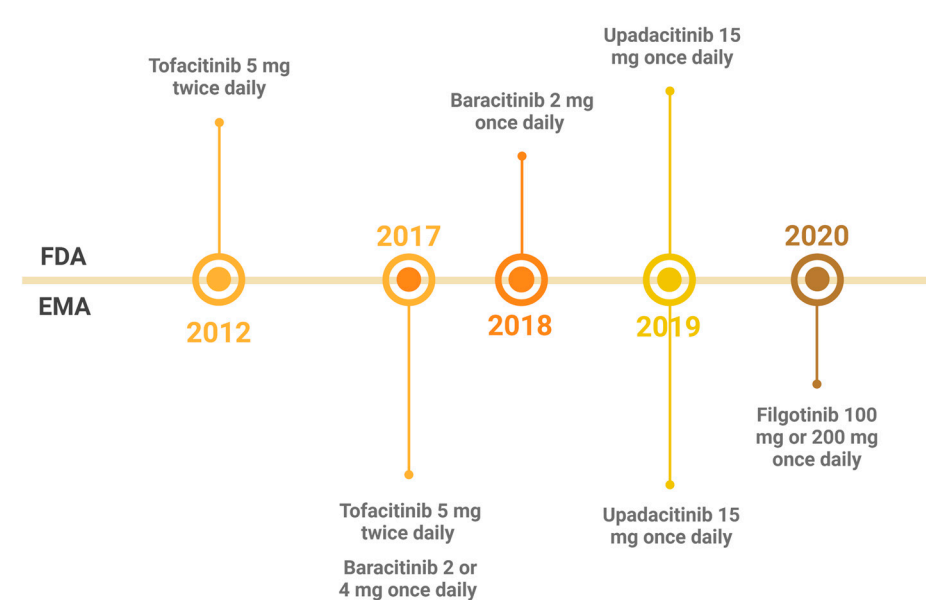 Upadacitinib 15
mg once daily
Tofacitinib 5 mg
twice daily
Baracitinib 2 mg
once daily
2017
2020
FDA
EMA
2012
2018
2019
Filgotinib 100
mg or 200 mg
once daily
Tofacitinib 5 mg
twice daily
Upadacitinib 15
mg once daily
Baracitinib 2 or
4 mg once daily